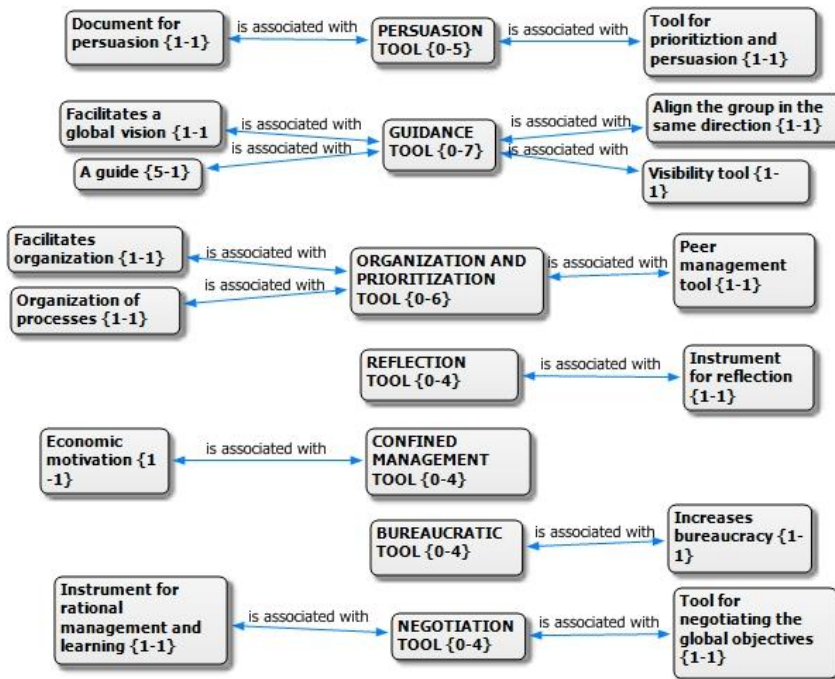 Document for
persuasion {1-1}
is associated with
PERSUASION
TOOL {0-5}
is associated with
Tool for
prioritiztion and
persuasion {1-1}
Facilitates a
global vision {1-1
is associated with
A guide {5-1}
is associated with
GUIDANCE
TOOL {0-7}
is associated with
Align the group in the
same direction {1-1}
is associated with
Visibility tool {1-
1}
Facilitates
organization {1-1}
is associated with
Organization of
processes {1-1}
is associated with
ORGANIZATION AND
PRIORITIZATION
TOOL {0-6}
is associated with
Peer
management
tool {1-1}
REFLECTION
TOOL {0-4}
is associated with
Instrument
for reflection
{1-1}
Economic
motivation {1
-1}
is associated with
CONFINED
MANAGEMENT
TOOL {0-4}
BUREAUCRATIC
TOOL {0-4}
is associated with
Increases
bureaucracy {1-
1}
Instrument for
rational
management and
learning {1-1}
is associated with
NEGOTIATION
TOOL {0-4}
is associated with
Tool for
negotiating the
global objectives
{1-1}